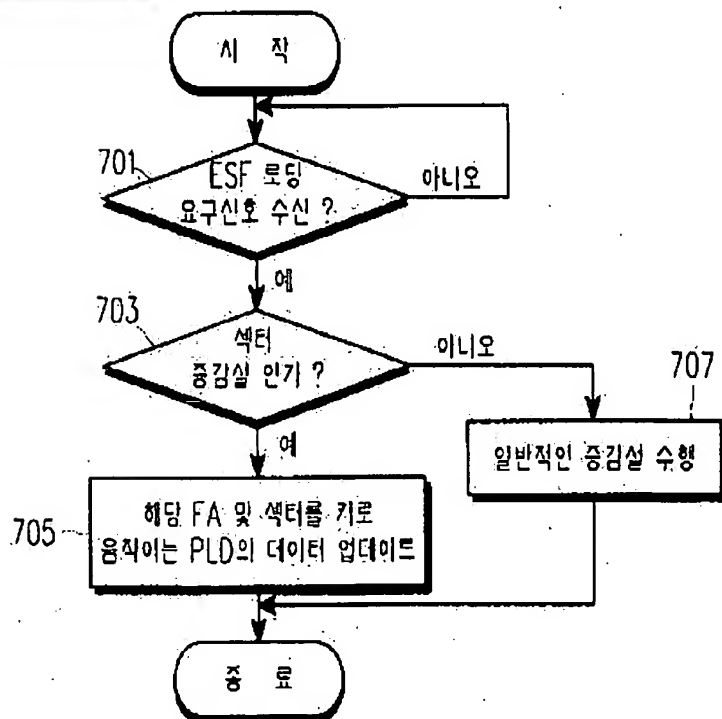 시 작
701
ESF 로딩
요구신호 수신 ?
아니오
예
703
섹터
증감설 인가 ?
아니오
예
707
일반적인 증감설 수행
705
해당 FA 및 섹터를 키로
움직이는 PLD의 데이터 업데이트
종 료